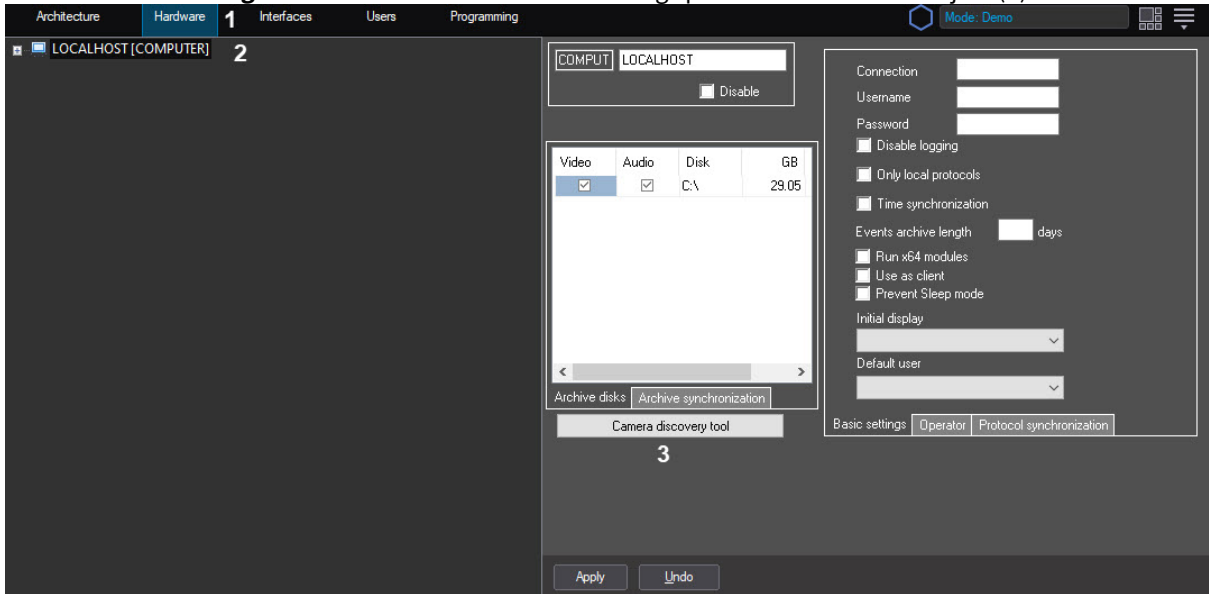 Architecture Hardware 1 Interfaces Users Programming Mode: Demo
LOCALHOST [COMPUTER] 2
COMPUT LOCALHOST
Disable
Video Audio Disk GB
C:\ 29.05
Archive disks Archive synchronization
Camera discovery tool
3
Connection
Username
Password
Disable logging
Only local protocols
Time synchronization
Events archive length days
Run x64 modules
Use as client
Prevent Sleep mode
Initial display
Default user
Basic settings Operator Protocol synchronization
Apply Undo